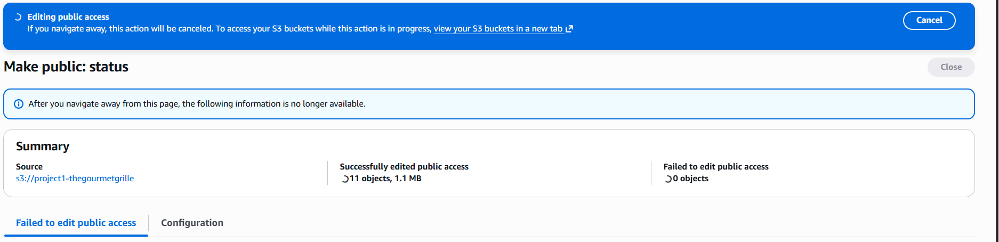 Editing public access
If you navigate away, this action will be canceled. To access your S3 buckets while this action is in progress, view your S3 buckets in a new tab
Cancel
Make public: status
Close
After you navigate away from this page, the following information is no longer available.
Summary
Source
s3://project1-thegourmetgrille
Successfully edited public access
11 objects, 1.1 MB
Failed to edit public access
0 objects
Failed to edit public access
Configuration